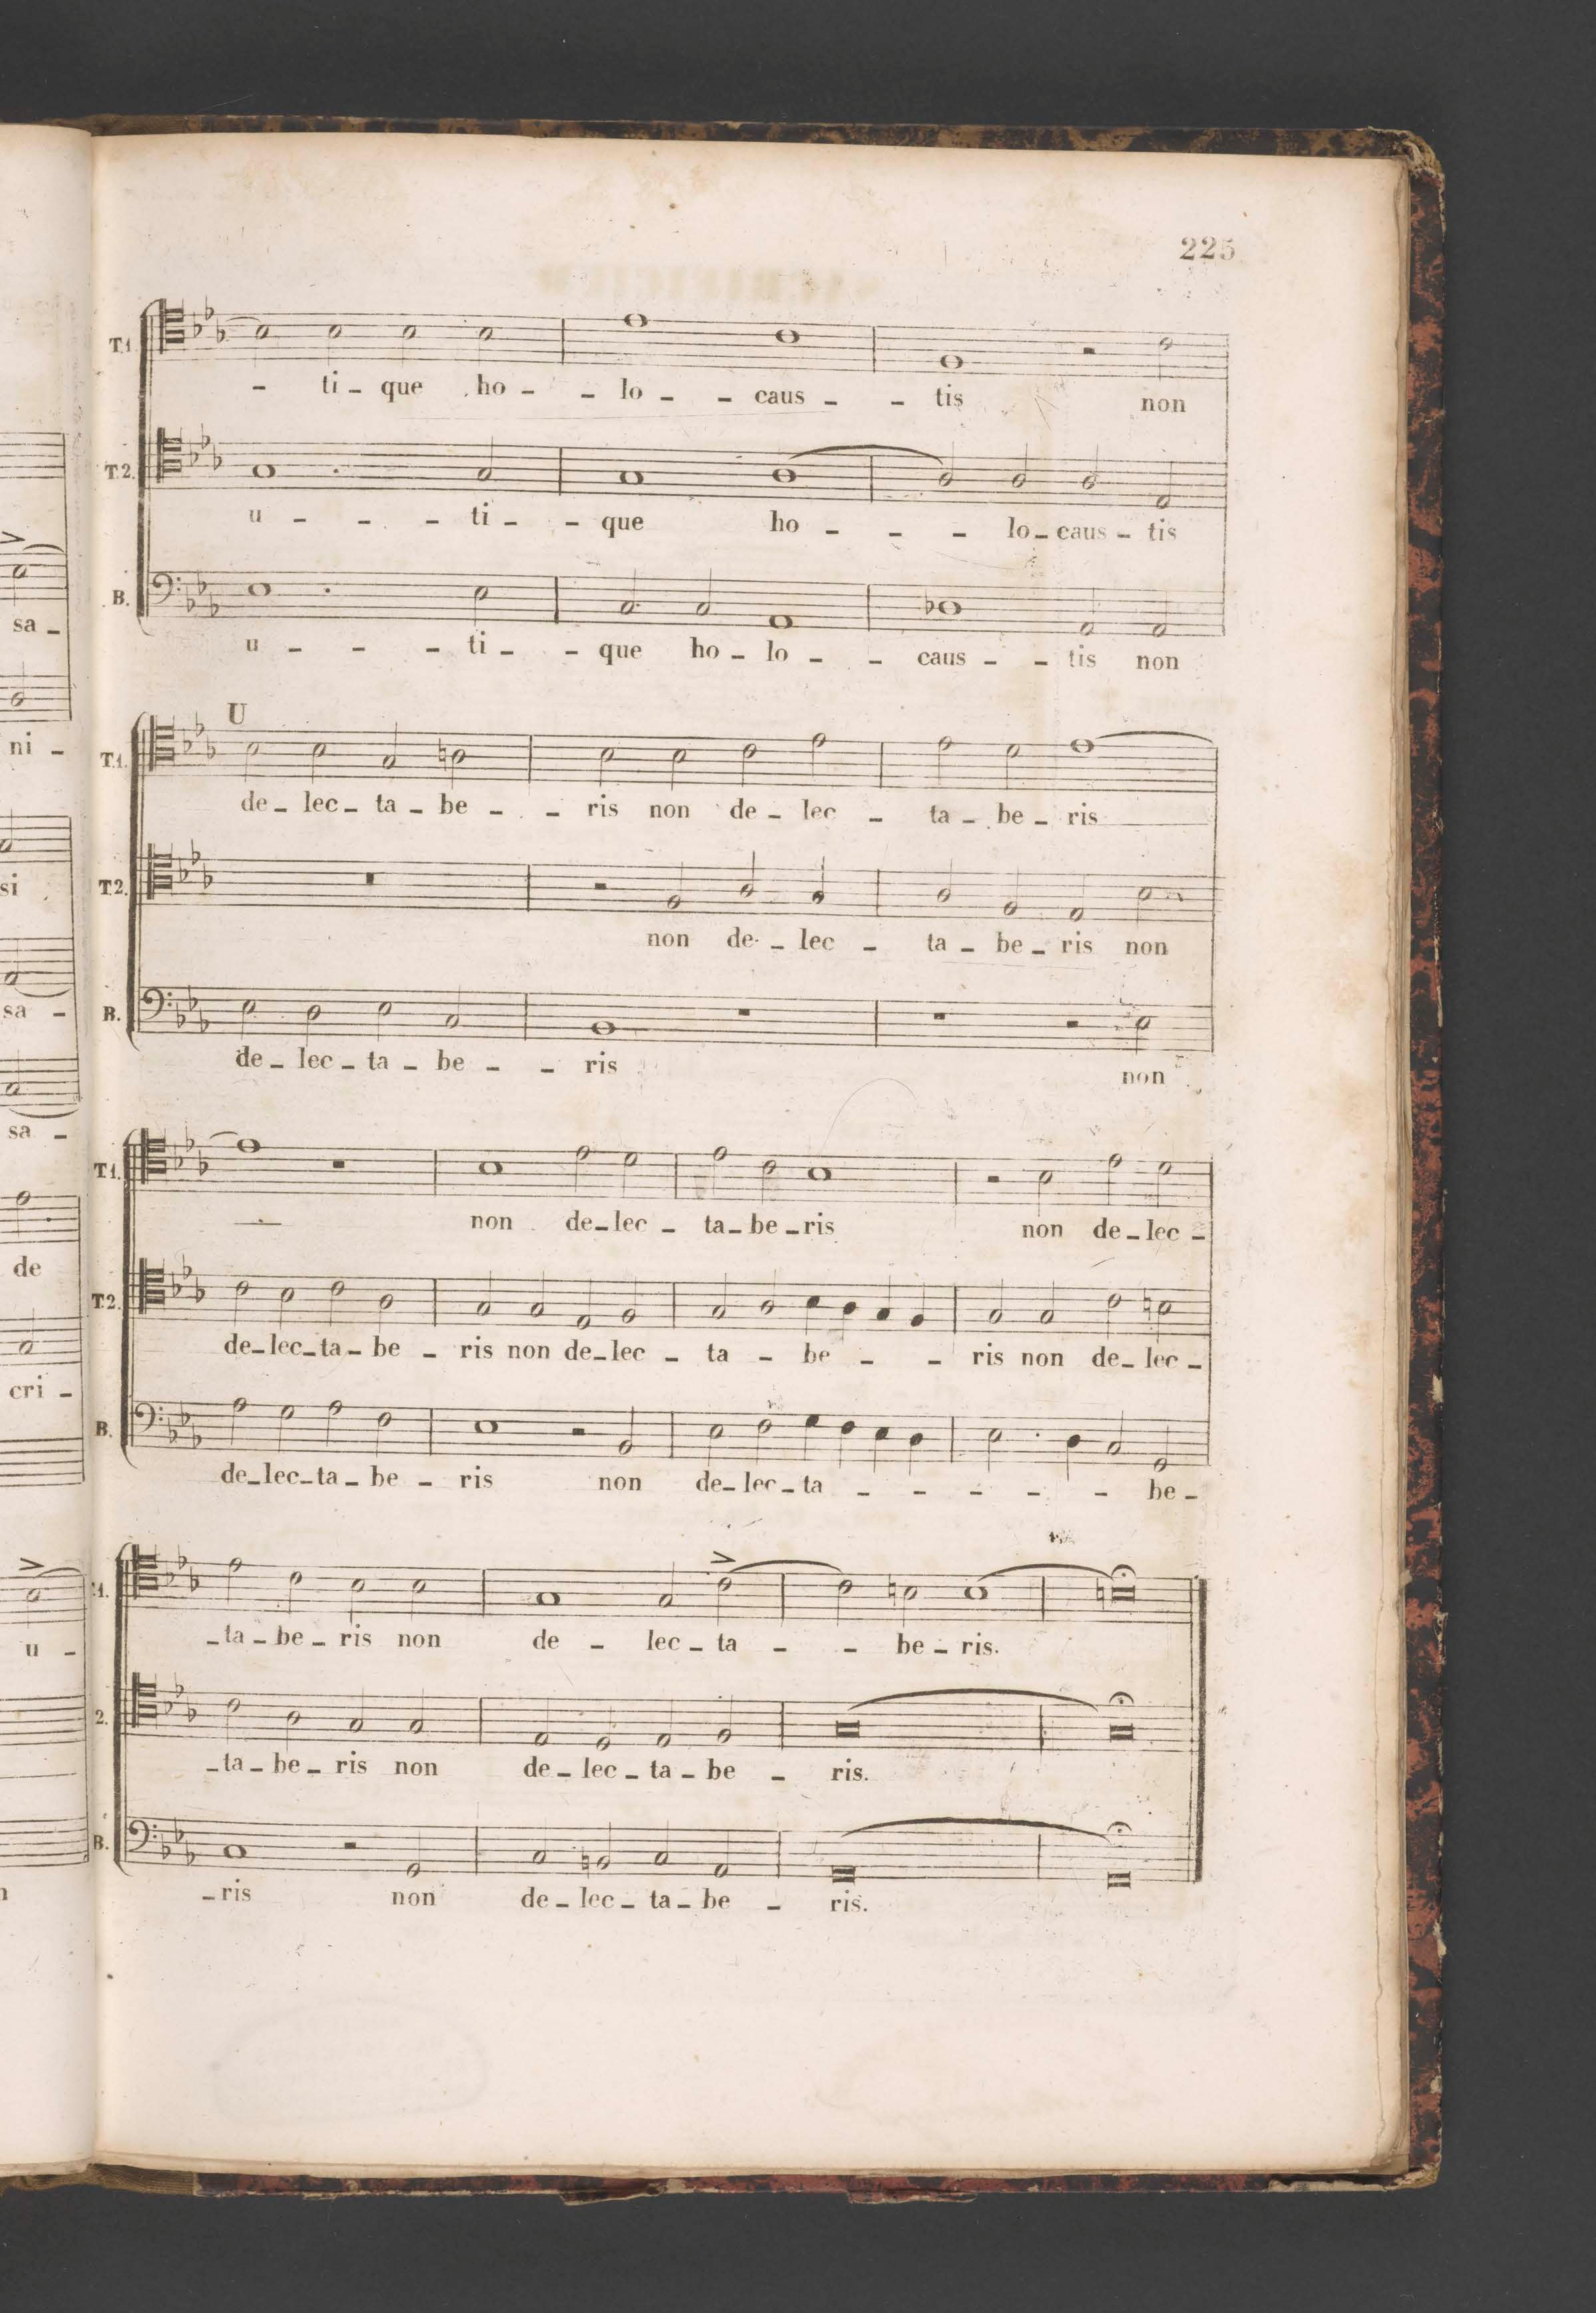 225
T.1
_ ti _ que ho _ _ lo _ _ caus _ _ tis non
T.2.
u _ _ _ ti _ _ que ho _ _ _ lo _ caus _ tis
B.
u _ _ _ ti _ _ que ho _ lo _ _ caus _ _ tis non
U
T.1.
de _ lec _ ta _ be _ _ ris non de _ lec _ ta _ be _ ris
T.2.
non de _ lec _ ta _ be _ ris non
B.
de _ lec _ ta _ be _ _ ris non
T.1.
non de _ lec _ ta _ be _ ris non de _ lec _
T.2.
de _ lec _ ta _ be _ ris non de _ lec _ ta _ be _ _ ris non de _ lec _
B.
de _ lec _ ta _ be _ ris non de _ lec _ ta _ _ _ _ _ be _
1.
_ ta _ be _ ris non de _ lec _ ta _ _ be _ ris.
2.
_ ta _ be _ ris non de _ lec _ ta _ be _ ris.
B.
_ ris non de _ lec _ ta _ be _ ris.
sa _
ni _
si
sa _
sa _
de
cri _
u _